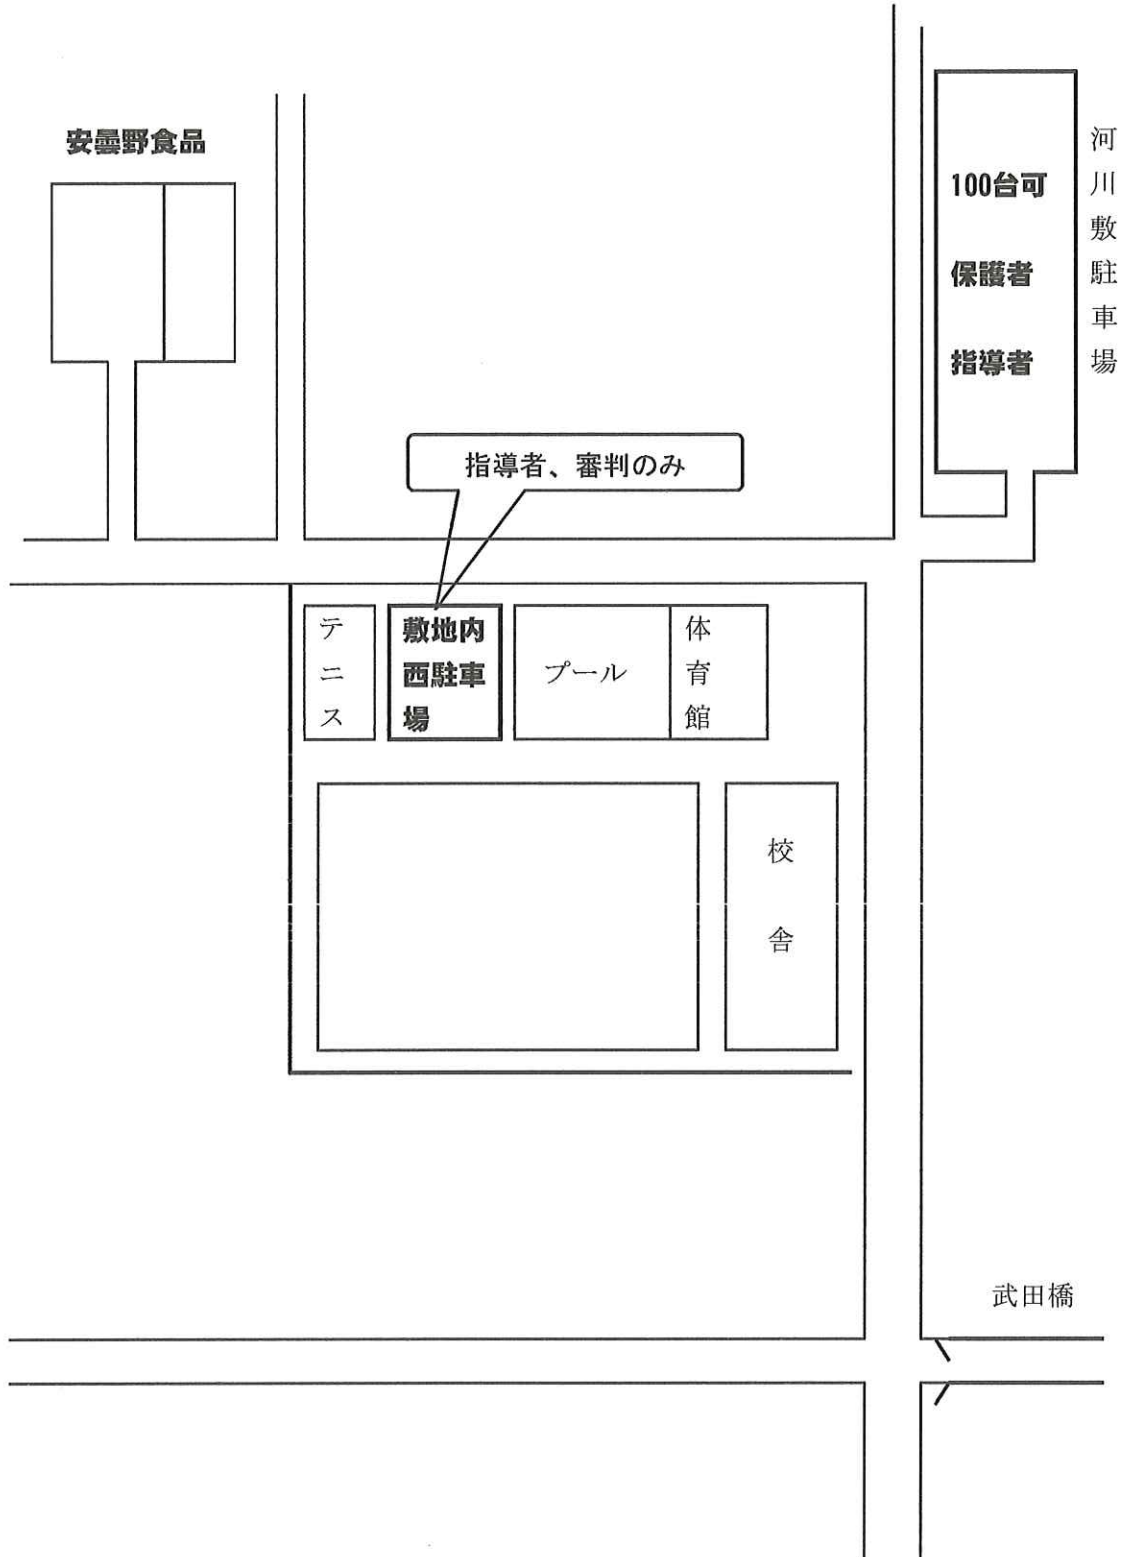 安曇野食品
100台可
保護者
指導者
河川敷駐車場
指導者、審判のみ
テニス
敷地内
西駐車
場
プール
体育館
校舎
武田橋